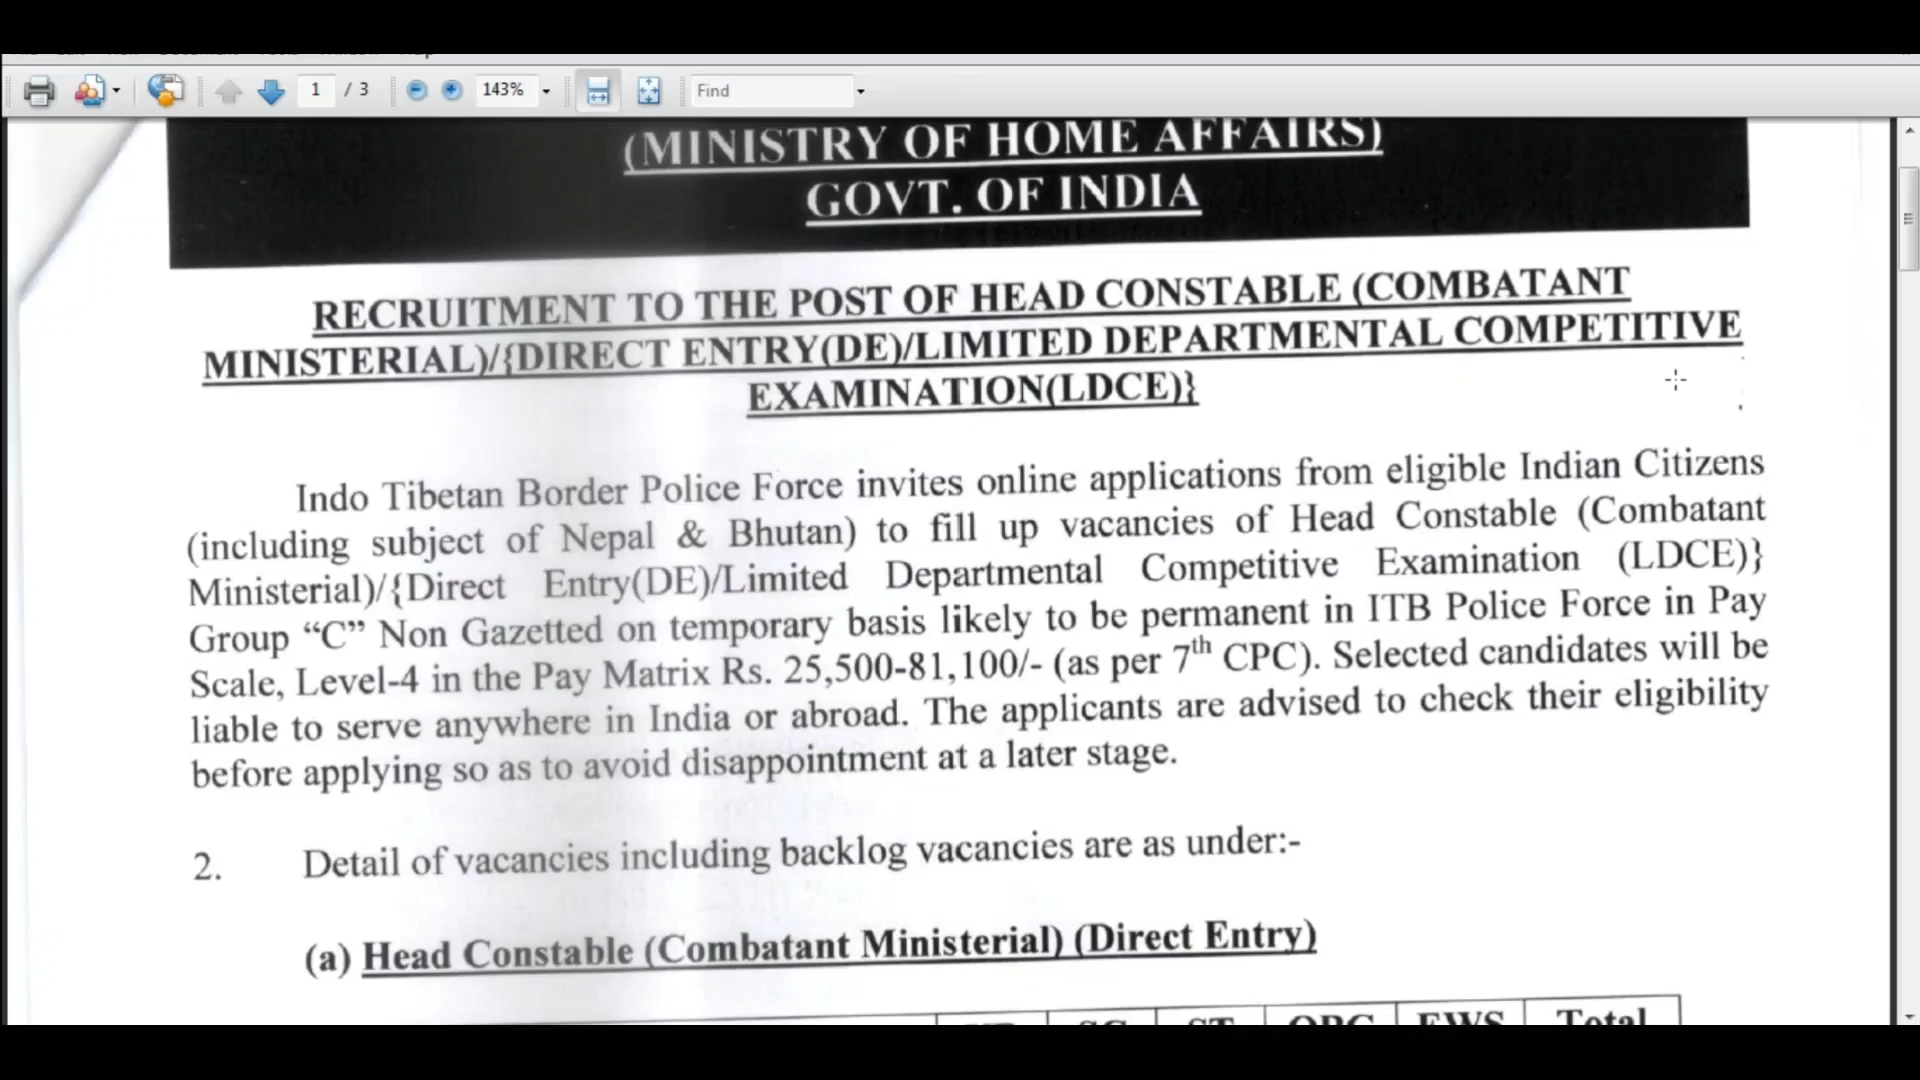 1 / 3 143% Find
(MINISTRY OF HOME AFFAIRS)
GOVT. OF INDIA
RECRUITMENT TO THE POST OF HEAD CONSTABLE (COMBATANT
MINISTERIAL)/{DIRECT ENTRY(DE)/LIMITED DEPARTMENTAL COMPETITIVE
EXAMINATION(LDCE)}
Indo Tibetan Border Police Force invites online applications from eligible Indian Citizens
(including subject of Nepal & Bhutan) to fill up vacancies of Head Constable (Combatant
Ministerial)/{Direct Entry(DE)/Limited Departmental Competitive Examination (LDCE)}
Group “C” Non Gazetted on temporary basis likely to be permanent in ITB Police Force in Pay
Scale, Level-4 in the Pay Matrix Rs. 25,500-81,100/- (as per 7th CPC). Selected candidates will be
liable to serve anywhere in India or abroad. The applicants are advised to check their eligibility
before applying so as to avoid disappointment at a later stage.
2. Detail of vacancies including backlog vacancies are as under:-
(a) Head Constable (Combatant Ministerial) (Direct Entry)
SC ST OBC EWS Total